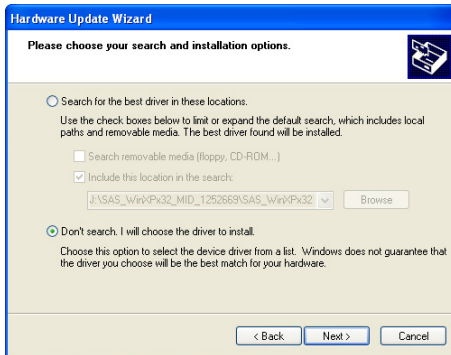 Hardware Update Wizard
Please choose your search and installation options.
Search for the best driver in these locations.
Use the check boxes below to limit or expand the default search, which includes local
paths and removable media. The best driver found will be installed.
Search removable media (floppy, CD-ROM...)
Include this location in the search:
J:\SAS_WinXPx32_MID_1252669\SAS_WinXPx32
Browse
Don't search. I will choose the driver to install.
Choose this option to select the device driver from a list. Windows does not guarantee that
the driver you choose will be the best match for your hardware.
< Back Next > Cancel